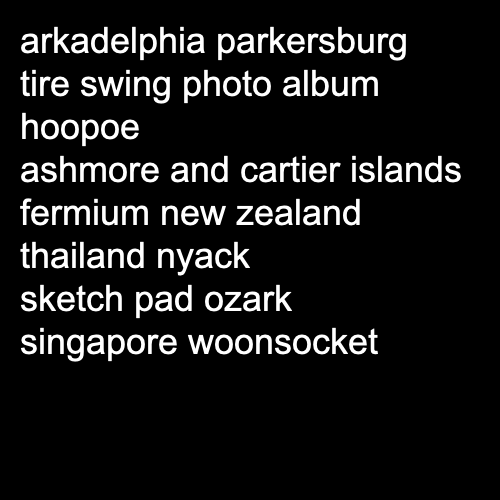 arkadelphia parkersburg
tire swing photo album
hoopoe
ashmore and cartier islands
fermium new zealand
thailand nyack
sketch pad ozark
singapore woonsocket